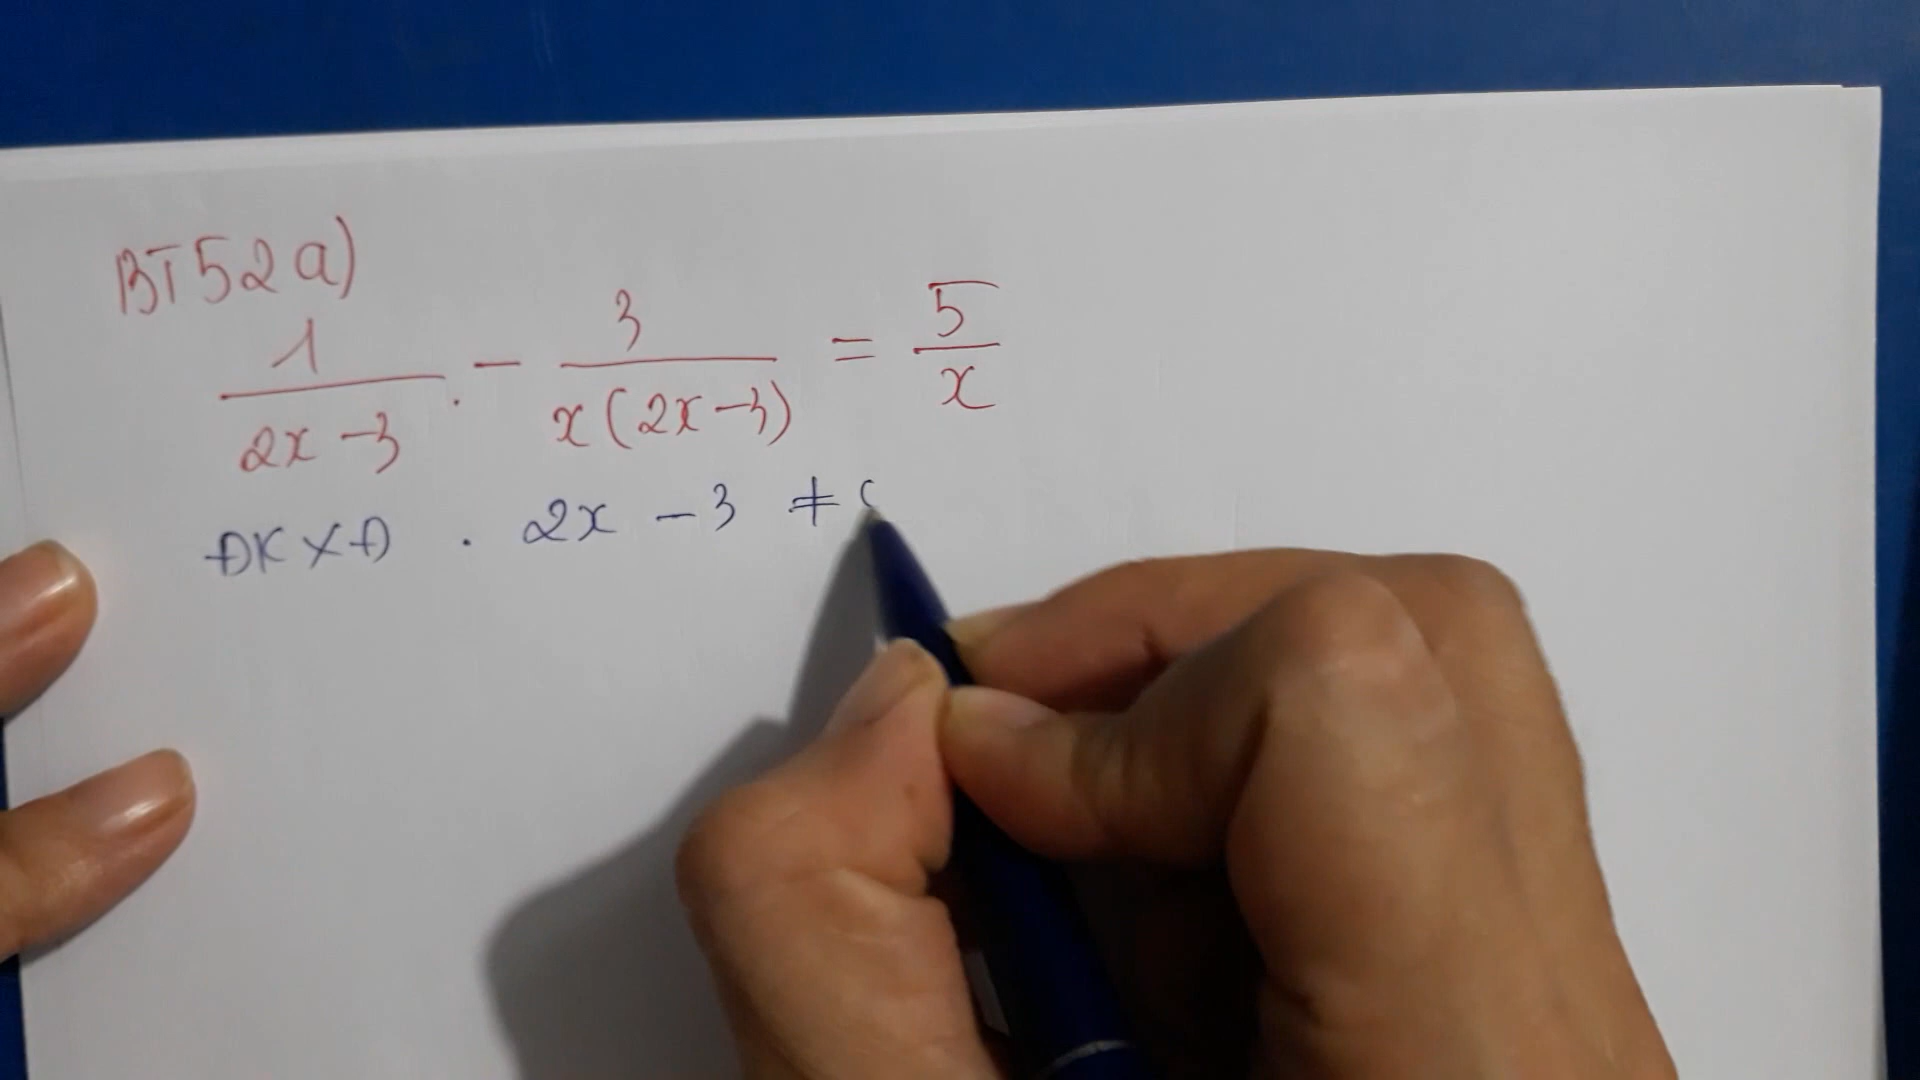 BT52a)
1/(2x-3) - 3/(x(2x-3)) = 5/x
ĐKXĐ . 2x - 3 ≠